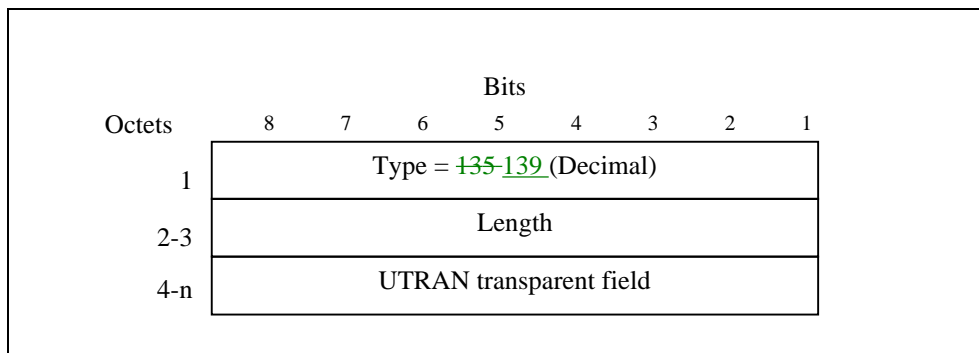 Bits
Octets 8 7 6 5 4 3 2 1
1 Type = 135 139 (Decimal)
2-3 Length
4-n UTRAN transparent field